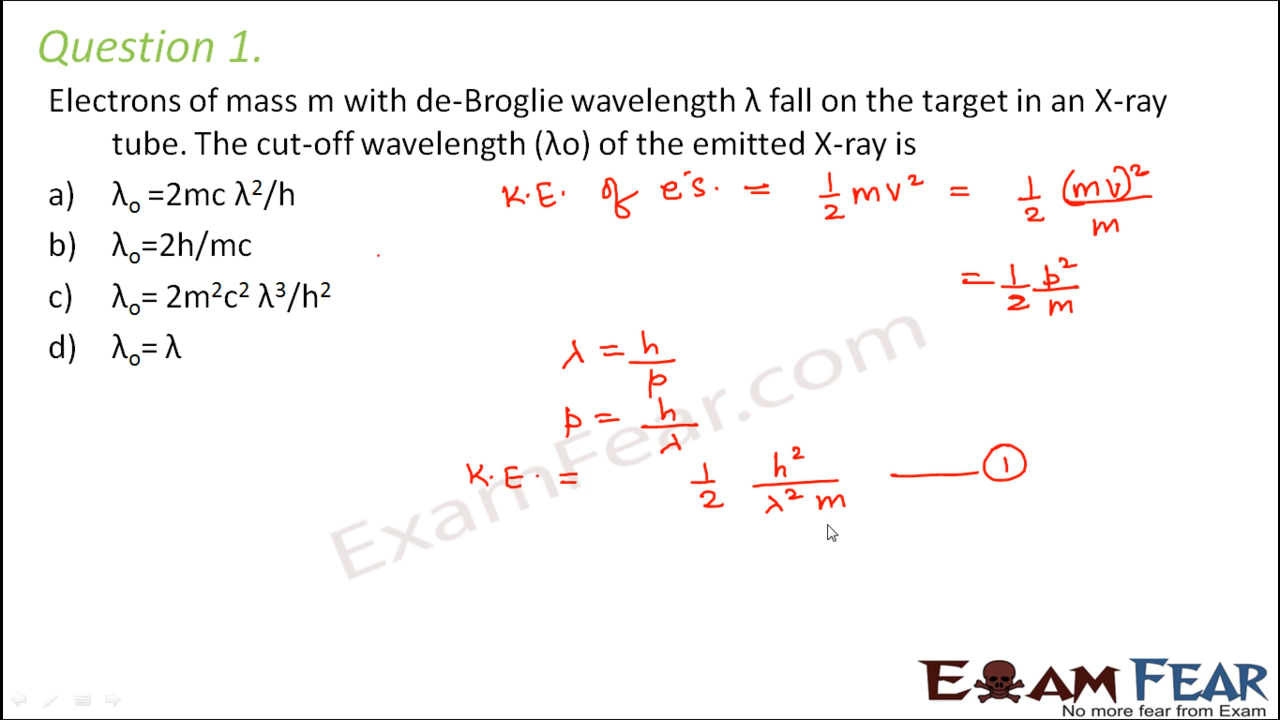 Question 1.
Electrons of mass m with de-Broglie wavelength λ fall on the target in an X-ray
tube. The cut-off wavelength (λo) of the emitted X-ray is
a) λₒ =2mc λ²/h
b) λₒ=2h/mc
c) λₒ= 2m²c² λ³/h²
d) λₒ= λ
K.E. of e's. = 1/2 mv² = 1/2 (mv)²/m
= 1/2 p²/m
λ = h/p
p = h/λ
K.E. = 1/2 h²/λ² m —— ①
ExamFear.com
EXAM FEAR
No more fear from Exam